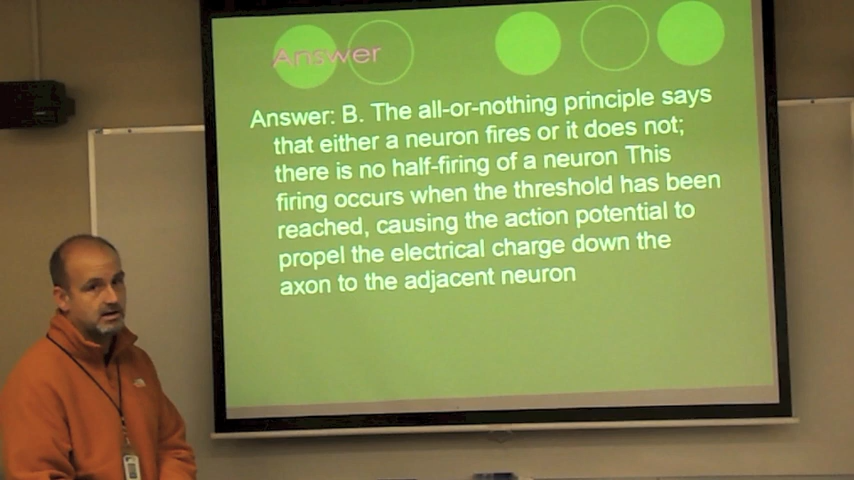 Answer
Answer: B. The all-or-nothing principle says
that either a neuron fires or it does not;
there is no half-firing of a neuron This
firing occurs when the threshold has been
reached, causing the action potential to
propel the electrical charge down the
axon to the adjacent neuron